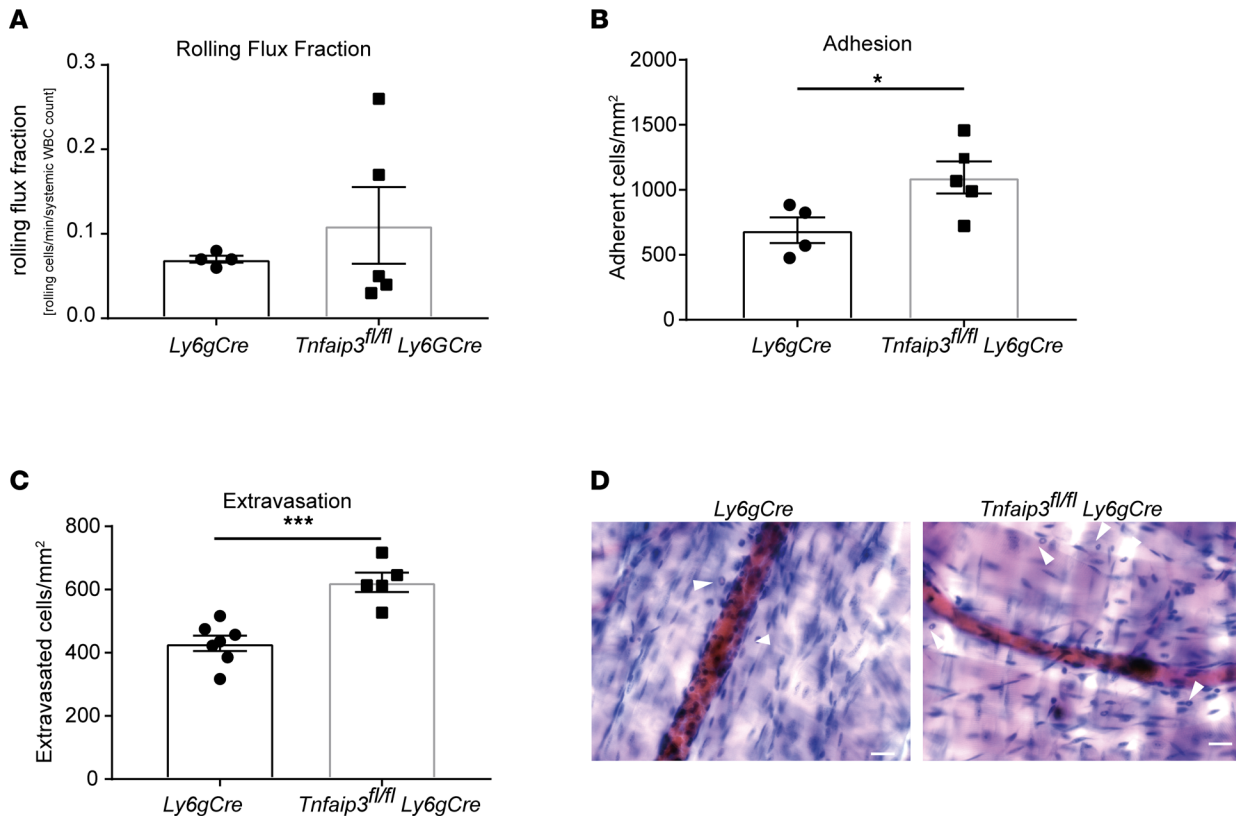 A
Rolling Flux Fraction
rolling flux fraction
[rolling cells/min/systemic WBC count]
0.3
0.2
0.1
0.0
Ly6gCre
Tnfaip3fl/fl Ly6GCre
B
Adhesion
Adherent cells/mm2
2000
1500
1000
500
0
*
Ly6gCre
Tnfaip3fl/fl Ly6gCre
C
Extravasation
Extravasated cells/mm2
800
600
400
200
0
***
Ly6gCre
Tnfaip3fl/fl Ly6gCre
D
Ly6gCre
Tnfaip3fl/fl Ly6gCre